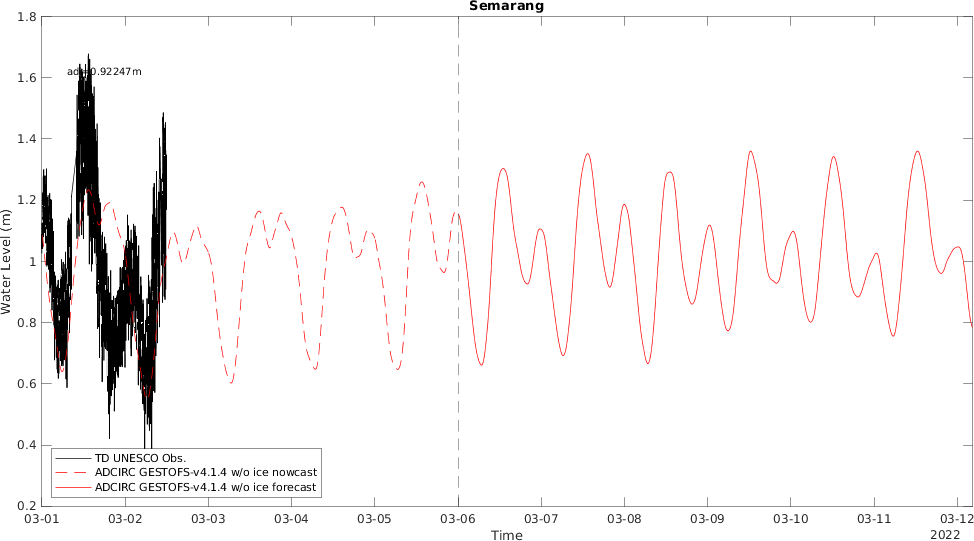 Semarang
1.8
1.6
1.4
1.2
1
0.8
0.6
0.4
0.2
Water Level (m)
0.92247m
TD UNESCO Obs.
ADCIRC GESTOFS-v4.1.4 w/o ice nowcast
ADCIRC GESTOFS-v4.1.4 w/o ice forecast
03-01 03-02 03-03 03-04 03-05 03-06 03-07 03-08 03-09 03-10 03-11 03-12
Time
2022